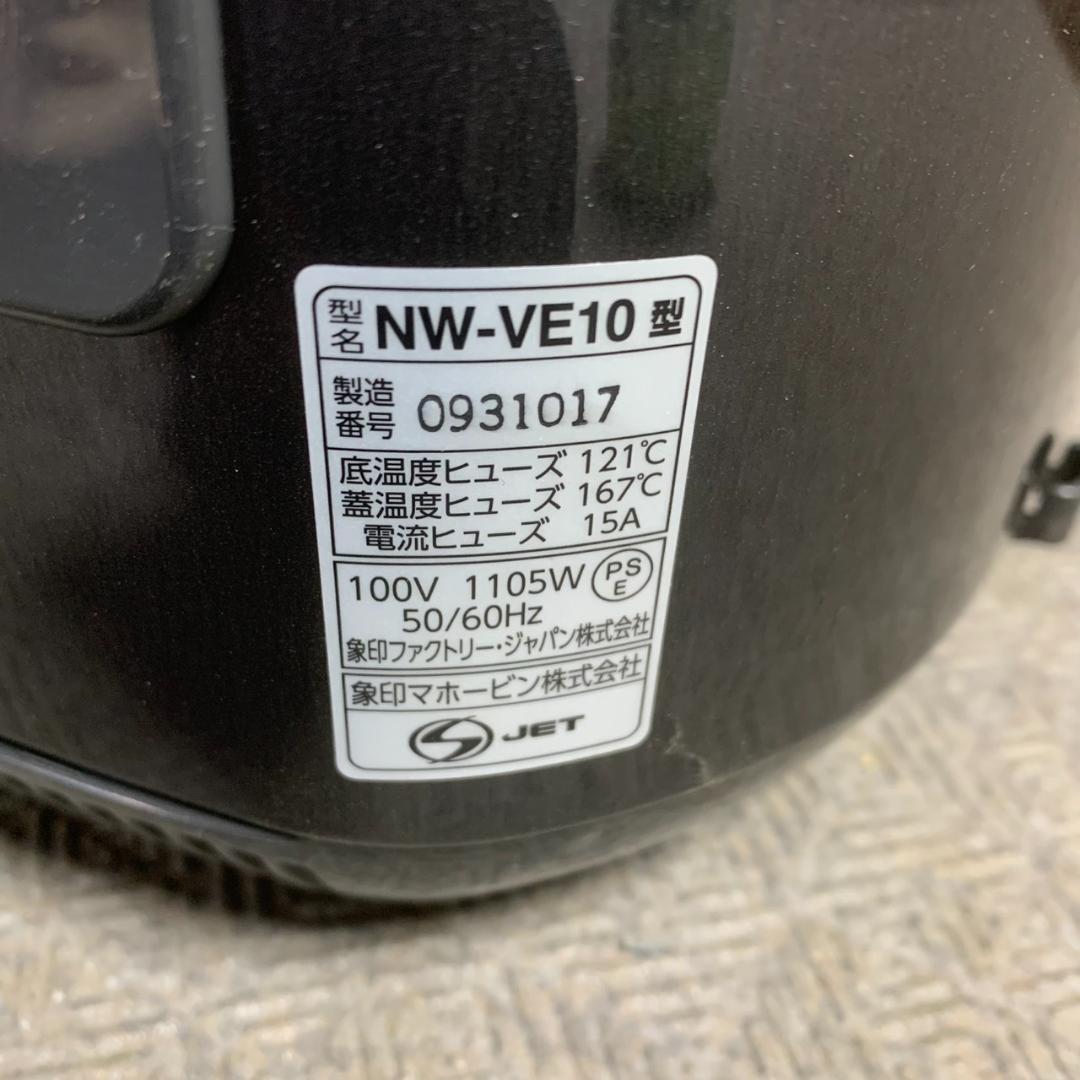 型名 NW-VE10 型
製造番号 0931017
底温度ヒューズ 121℃
蓋温度ヒューズ 167℃
電流ヒューズ 15A
100V 1105W PSE
50/60Hz
象印ファクトリー・ジャパン株式会社
象印マホービン株式会社
JET